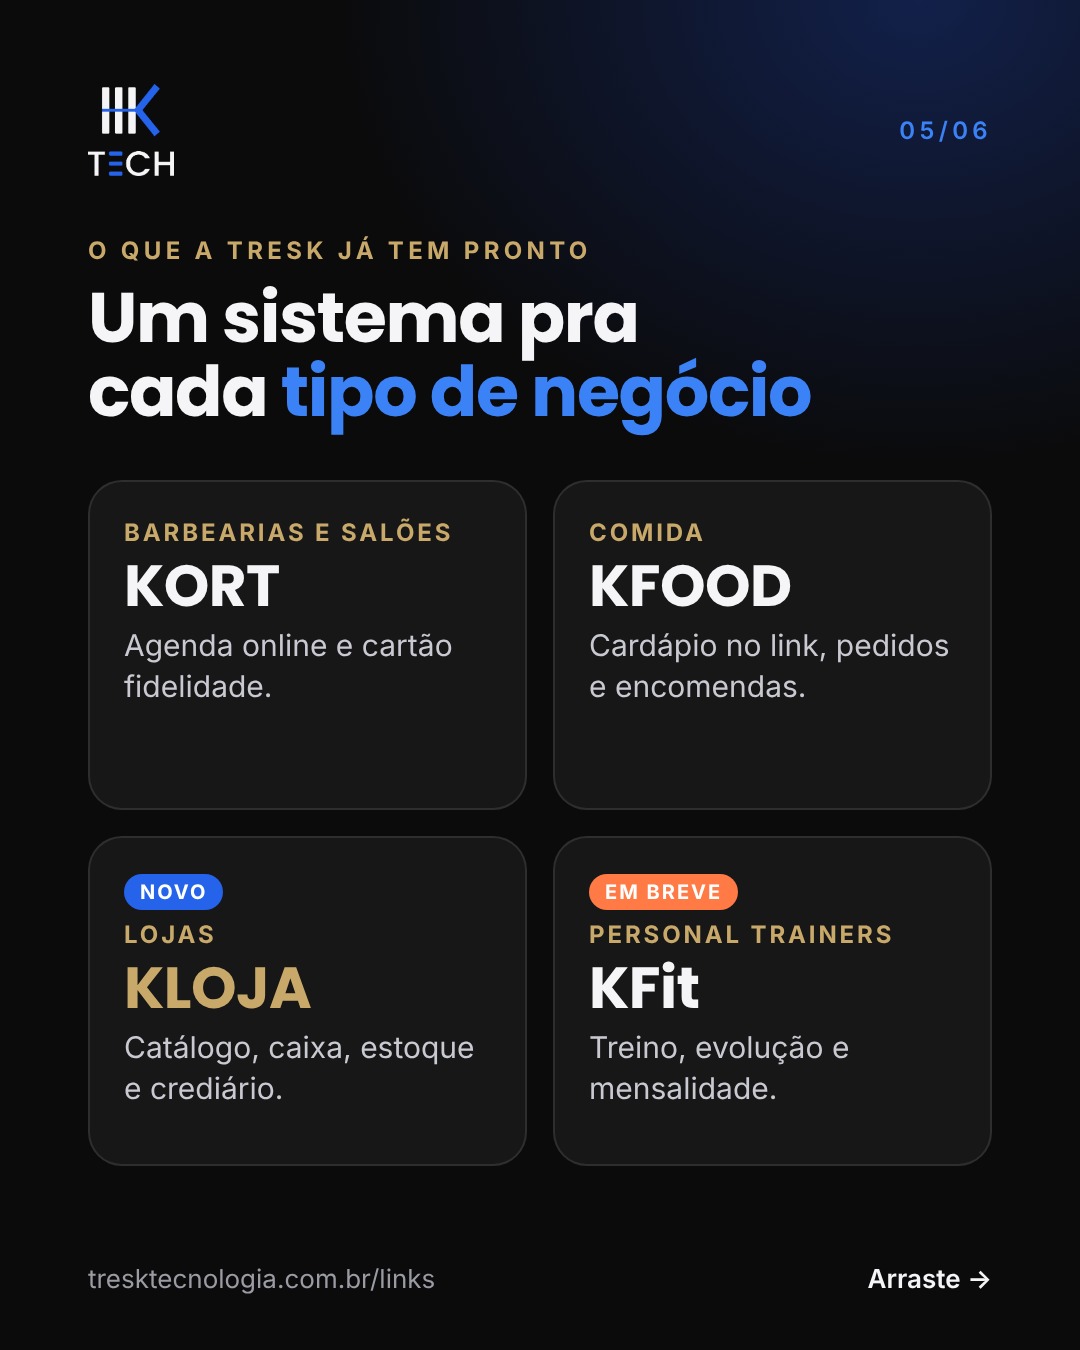 TECH
05/06
O QUE A TRESK JÁ TEM PRONTO
Um sistema pra
cada tipo de negócio
BARBEARIAS E SALÕES
KORT
Agenda online e cartão
fidelidade.
COMIDA
KFOOD
Cardápio no link, pedidos
e encomendas.
NOVO
LOJAS
KLOJA
Catálogo, caixa, estoque
e crediário.
EM BREVE
PERSONAL TRAINERS
KFit
Treino, evolução e
mensalidade.
tresktecnologia.com.br/links
Arraste →